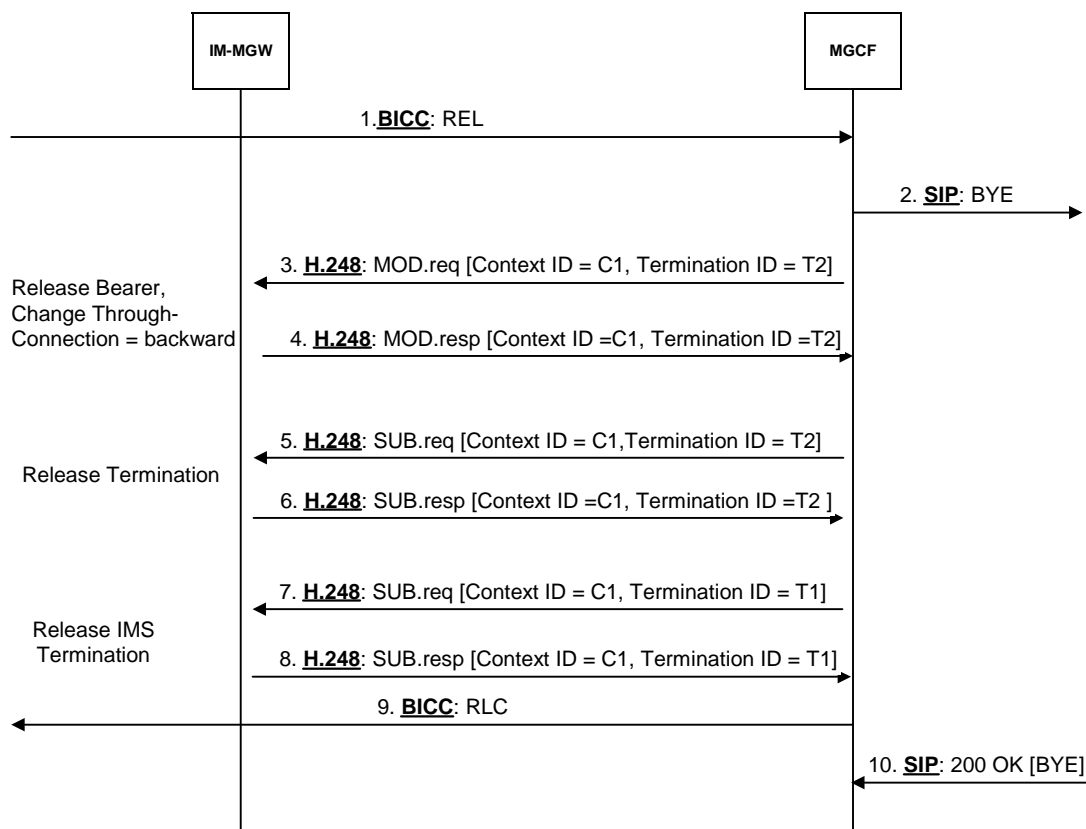 IM-MGW
MGCF
1.BICC: REL
2. SIP: BYE
3. H.248: MOD.req [Context ID = C1, Termination ID = T2]
Release Bearer,
Change Through-
Connection = backward
4. H.248: MOD.resp [Context ID =C1, Termination ID =T2]
5. H.248: SUB.req [Context ID = C1,Termination ID = T2]
Release Termination
6. H.248: SUB.resp [Context ID =C1, Termination ID =T2 ]
7. H.248: SUB.req [Context ID = C1, Termination ID = T1]
Release IMS
Termination
8. H.248: SUB.resp [Context ID = C1, Termination ID = T1]
9. BICC: RLC
10. SIP: 200 OK [BYE]